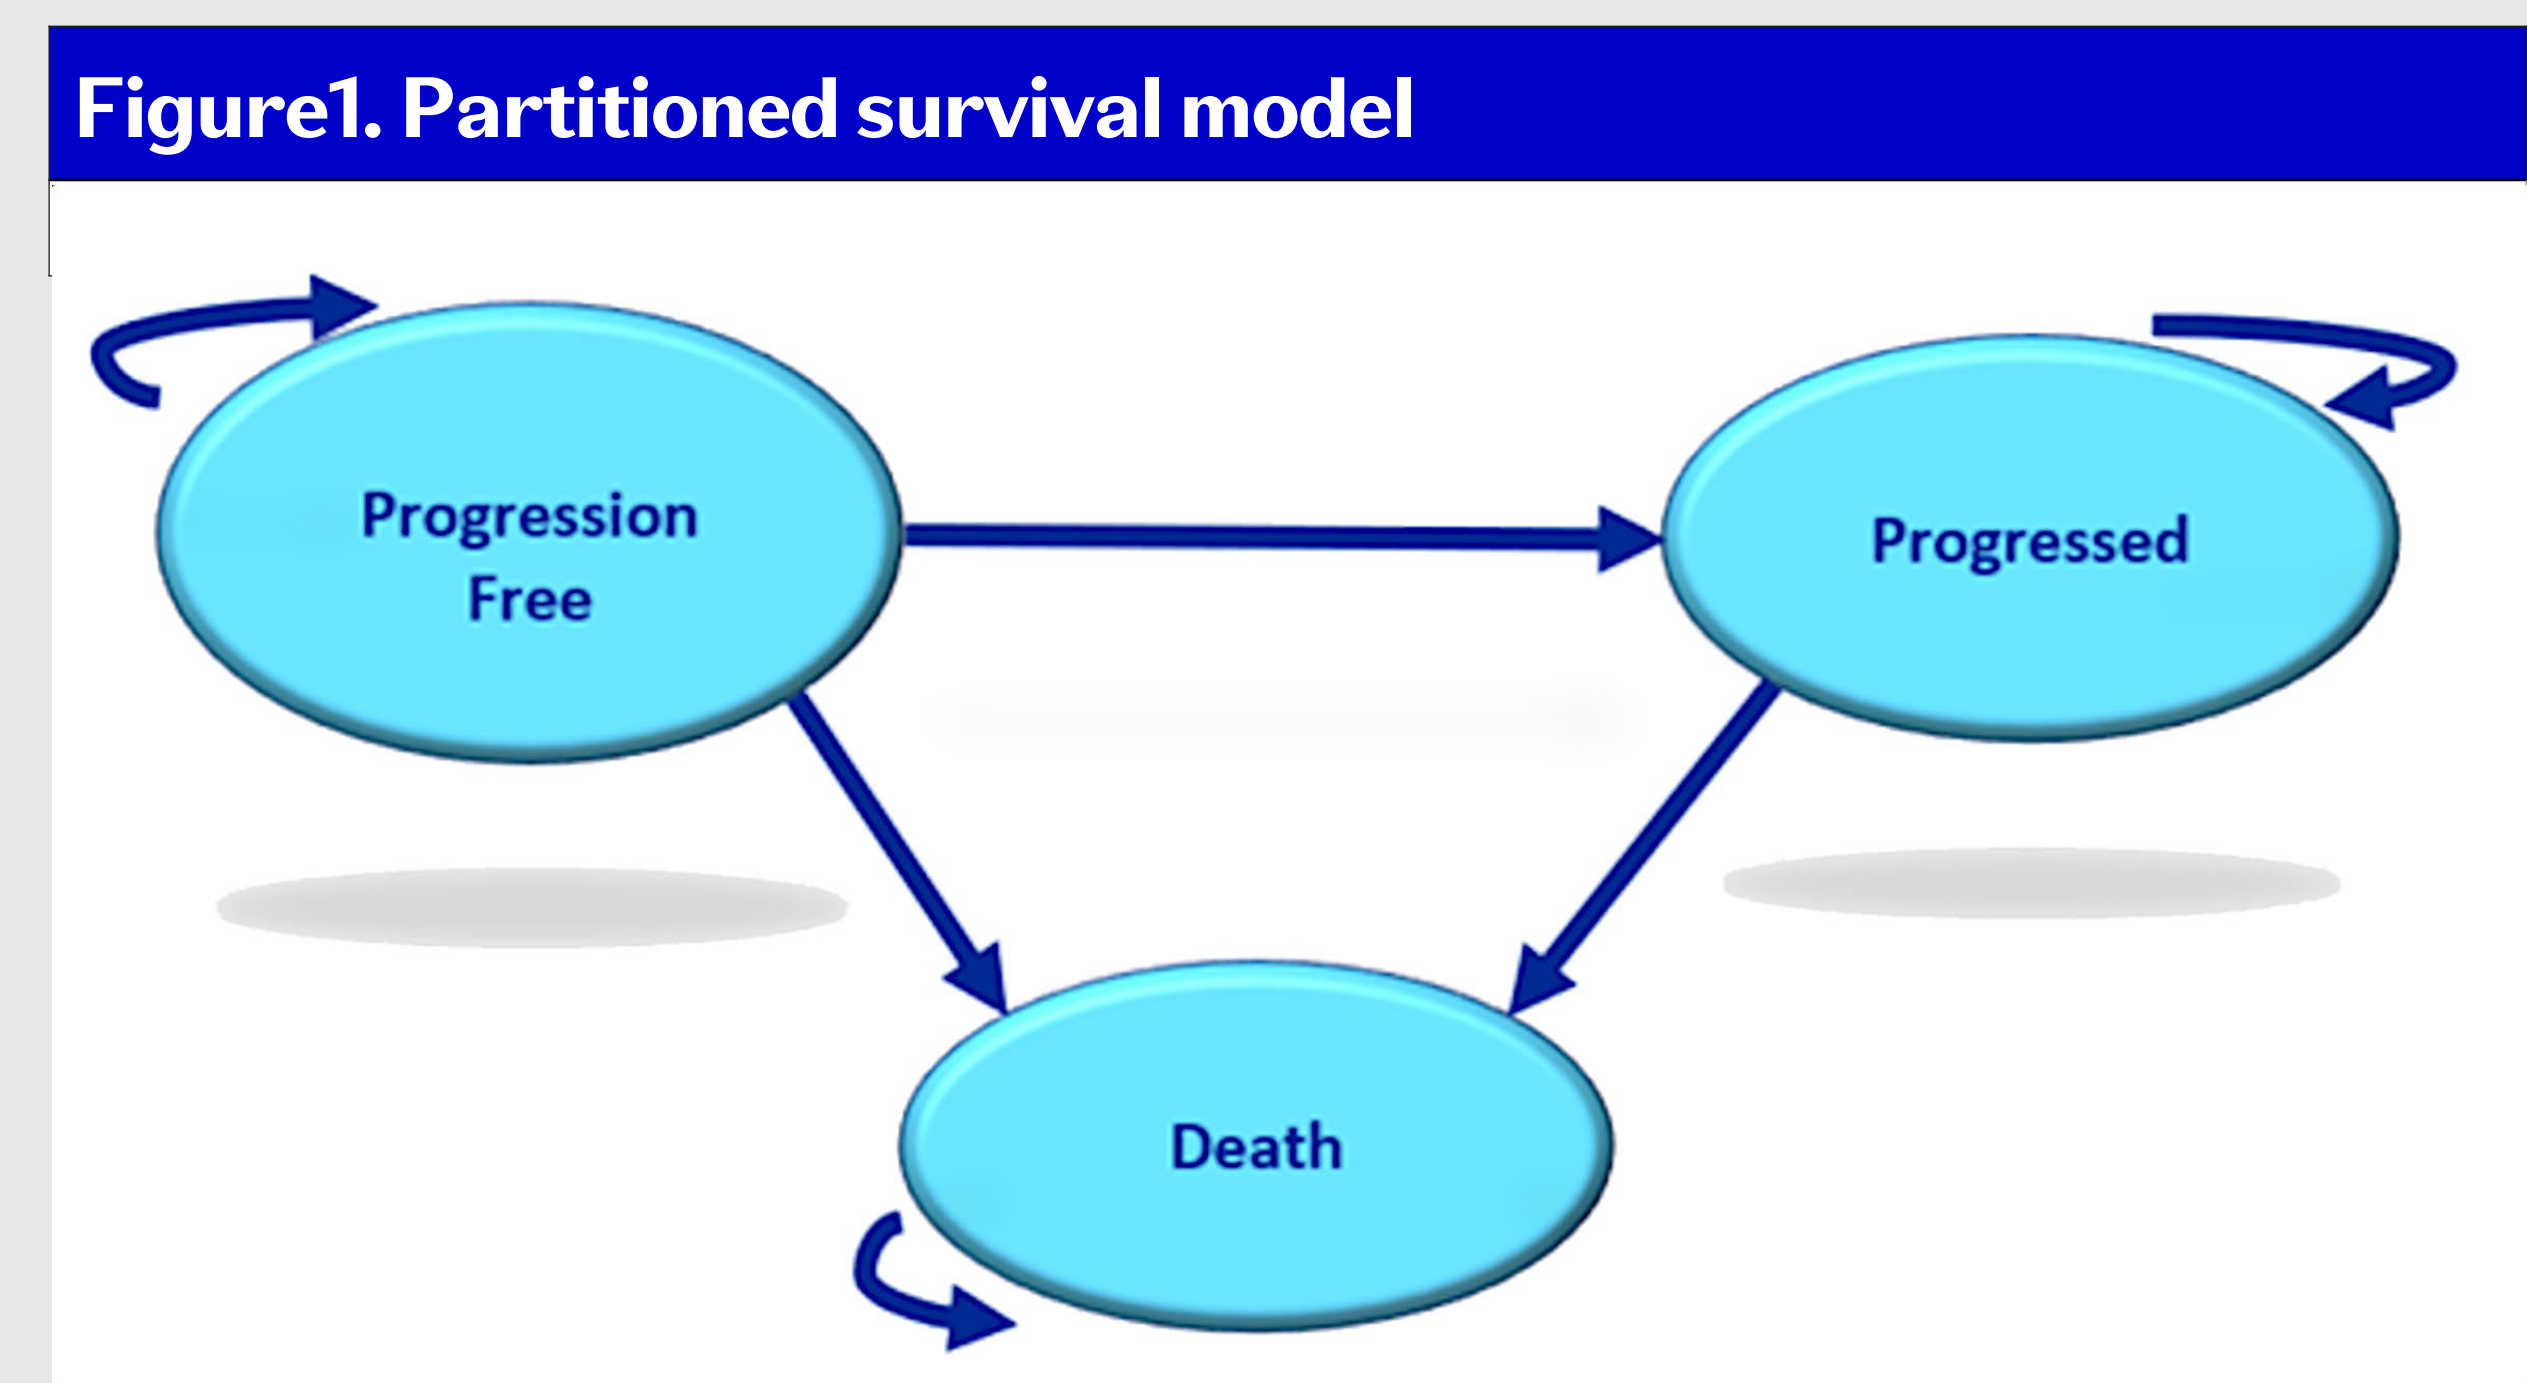 Figure1. Partitioned survival model
Progression
Free
Progressed
Death